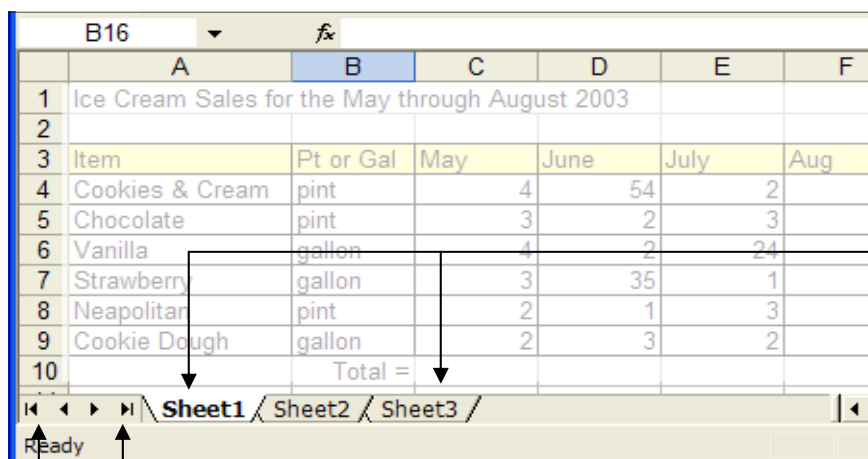 B16 fx
A B C D E F
1 Ice Cream Sales for the May through August 2003
2
3 Item Pt or Gal May June July Aug
4 Cookies & Cream pint 4 54 2
5 Chocolate pint 3 2 3
6 Vanilla gallon 4 2 24
7 Strawberry gallon 3 35 1
8 Neapolitan pint 2 1 3
9 Cookie Dough gallon 2 3 2
10 Total =
Sheet1 Sheet2 Sheet3
Ready